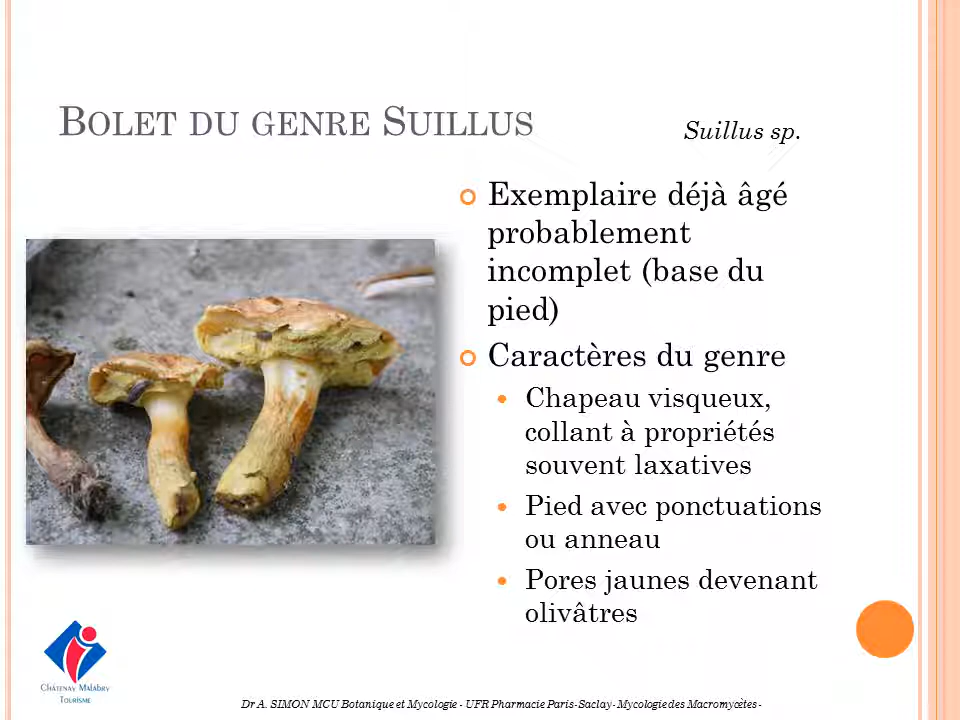 BOLET DU GENRE SUILLUS
Suillus sp.
Exemplaire déjà âgé
probablement
incomplet (base du
pied)
Caractères du genre
Chapeau visqueux,
collant à propriétés
souvent laxatives
Pied avec ponctuations
ou anneau
Pores jaunes devenant
olivâtres
CHÂTENAY MALABRY
TOURISME
Dr A. SIMON MCU Botanique et Mycologie - UFR Pharmacie Paris-Saclay- Mycologie des Macromycètes -